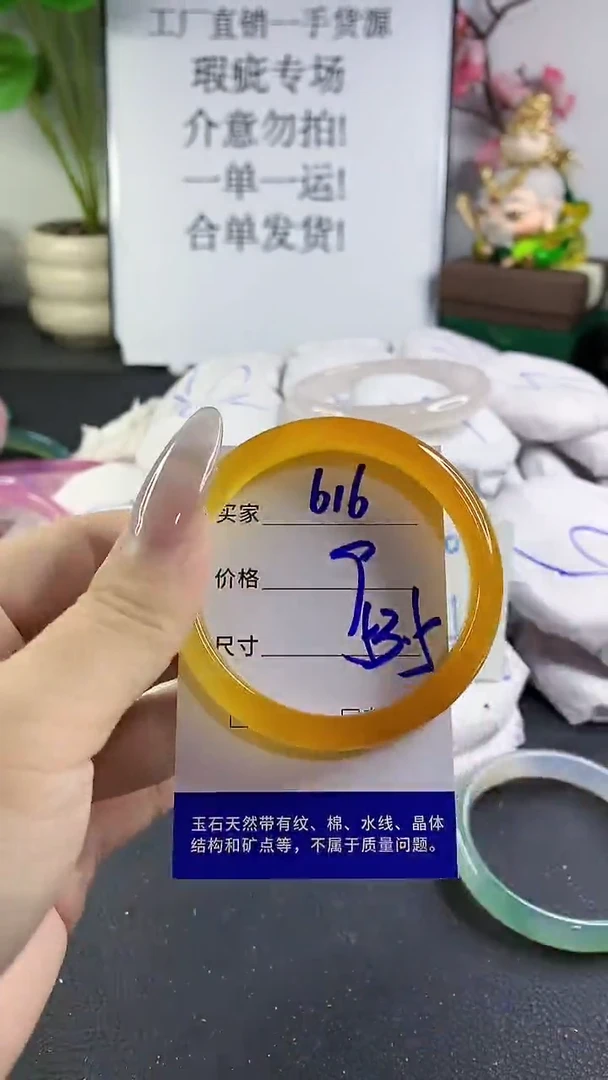 工厂直销一手货源
瑕疵专场
介意勿拍!
一单一运!
合单发货!
买家 616
价格
尺寸
玉石天然带有纹、棉、水线、晶体
结构和矿点等，不属于质量问题。